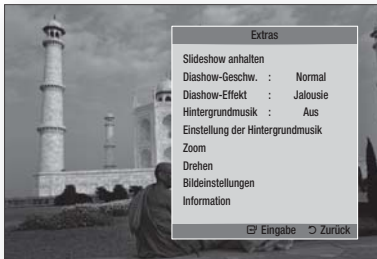 Extras
Slideshow anhalten
Diashow-Geschw. : Normal
Diashow-Effekt : Jalousie
Hintergrundmusik : Aus
Einstellung der Hintergrundmusik
Zoom
Drehen
Bildeinstellungen
Information
Eingabe Zurück